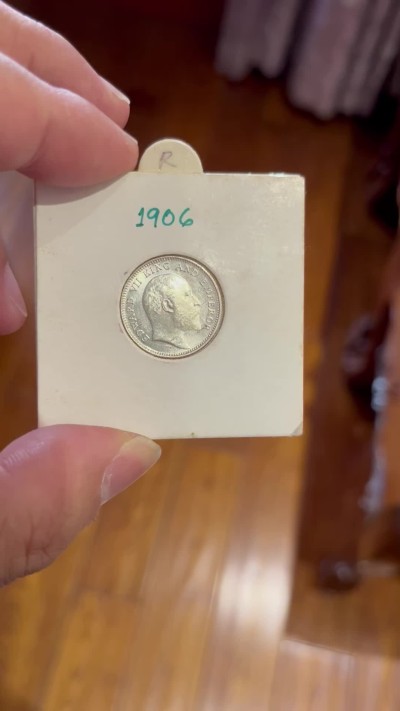 R
1906
EDWARD VII KING AND EMPEROR